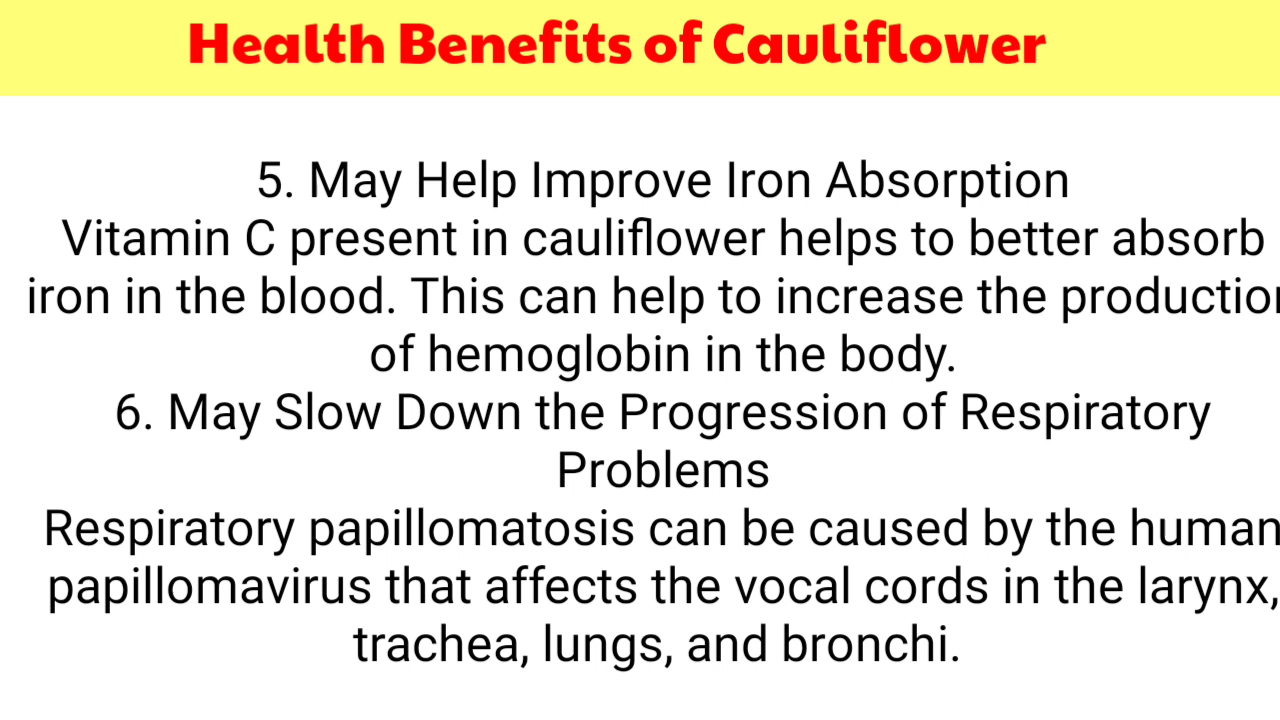 Health Benefits of Cauliflower
5. May Help Improve Iron Absorption
Vitamin C present in cauliflower helps to better absorb
iron in the blood. This can help to increase the production
of hemoglobin in the body.
6. May Slow Down the Progression of Respiratory
Problems
Respiratory papillomatosis can be caused by the human
papillomavirus that affects the vocal cords in the larynx,
trachea, lungs, and bronchi.